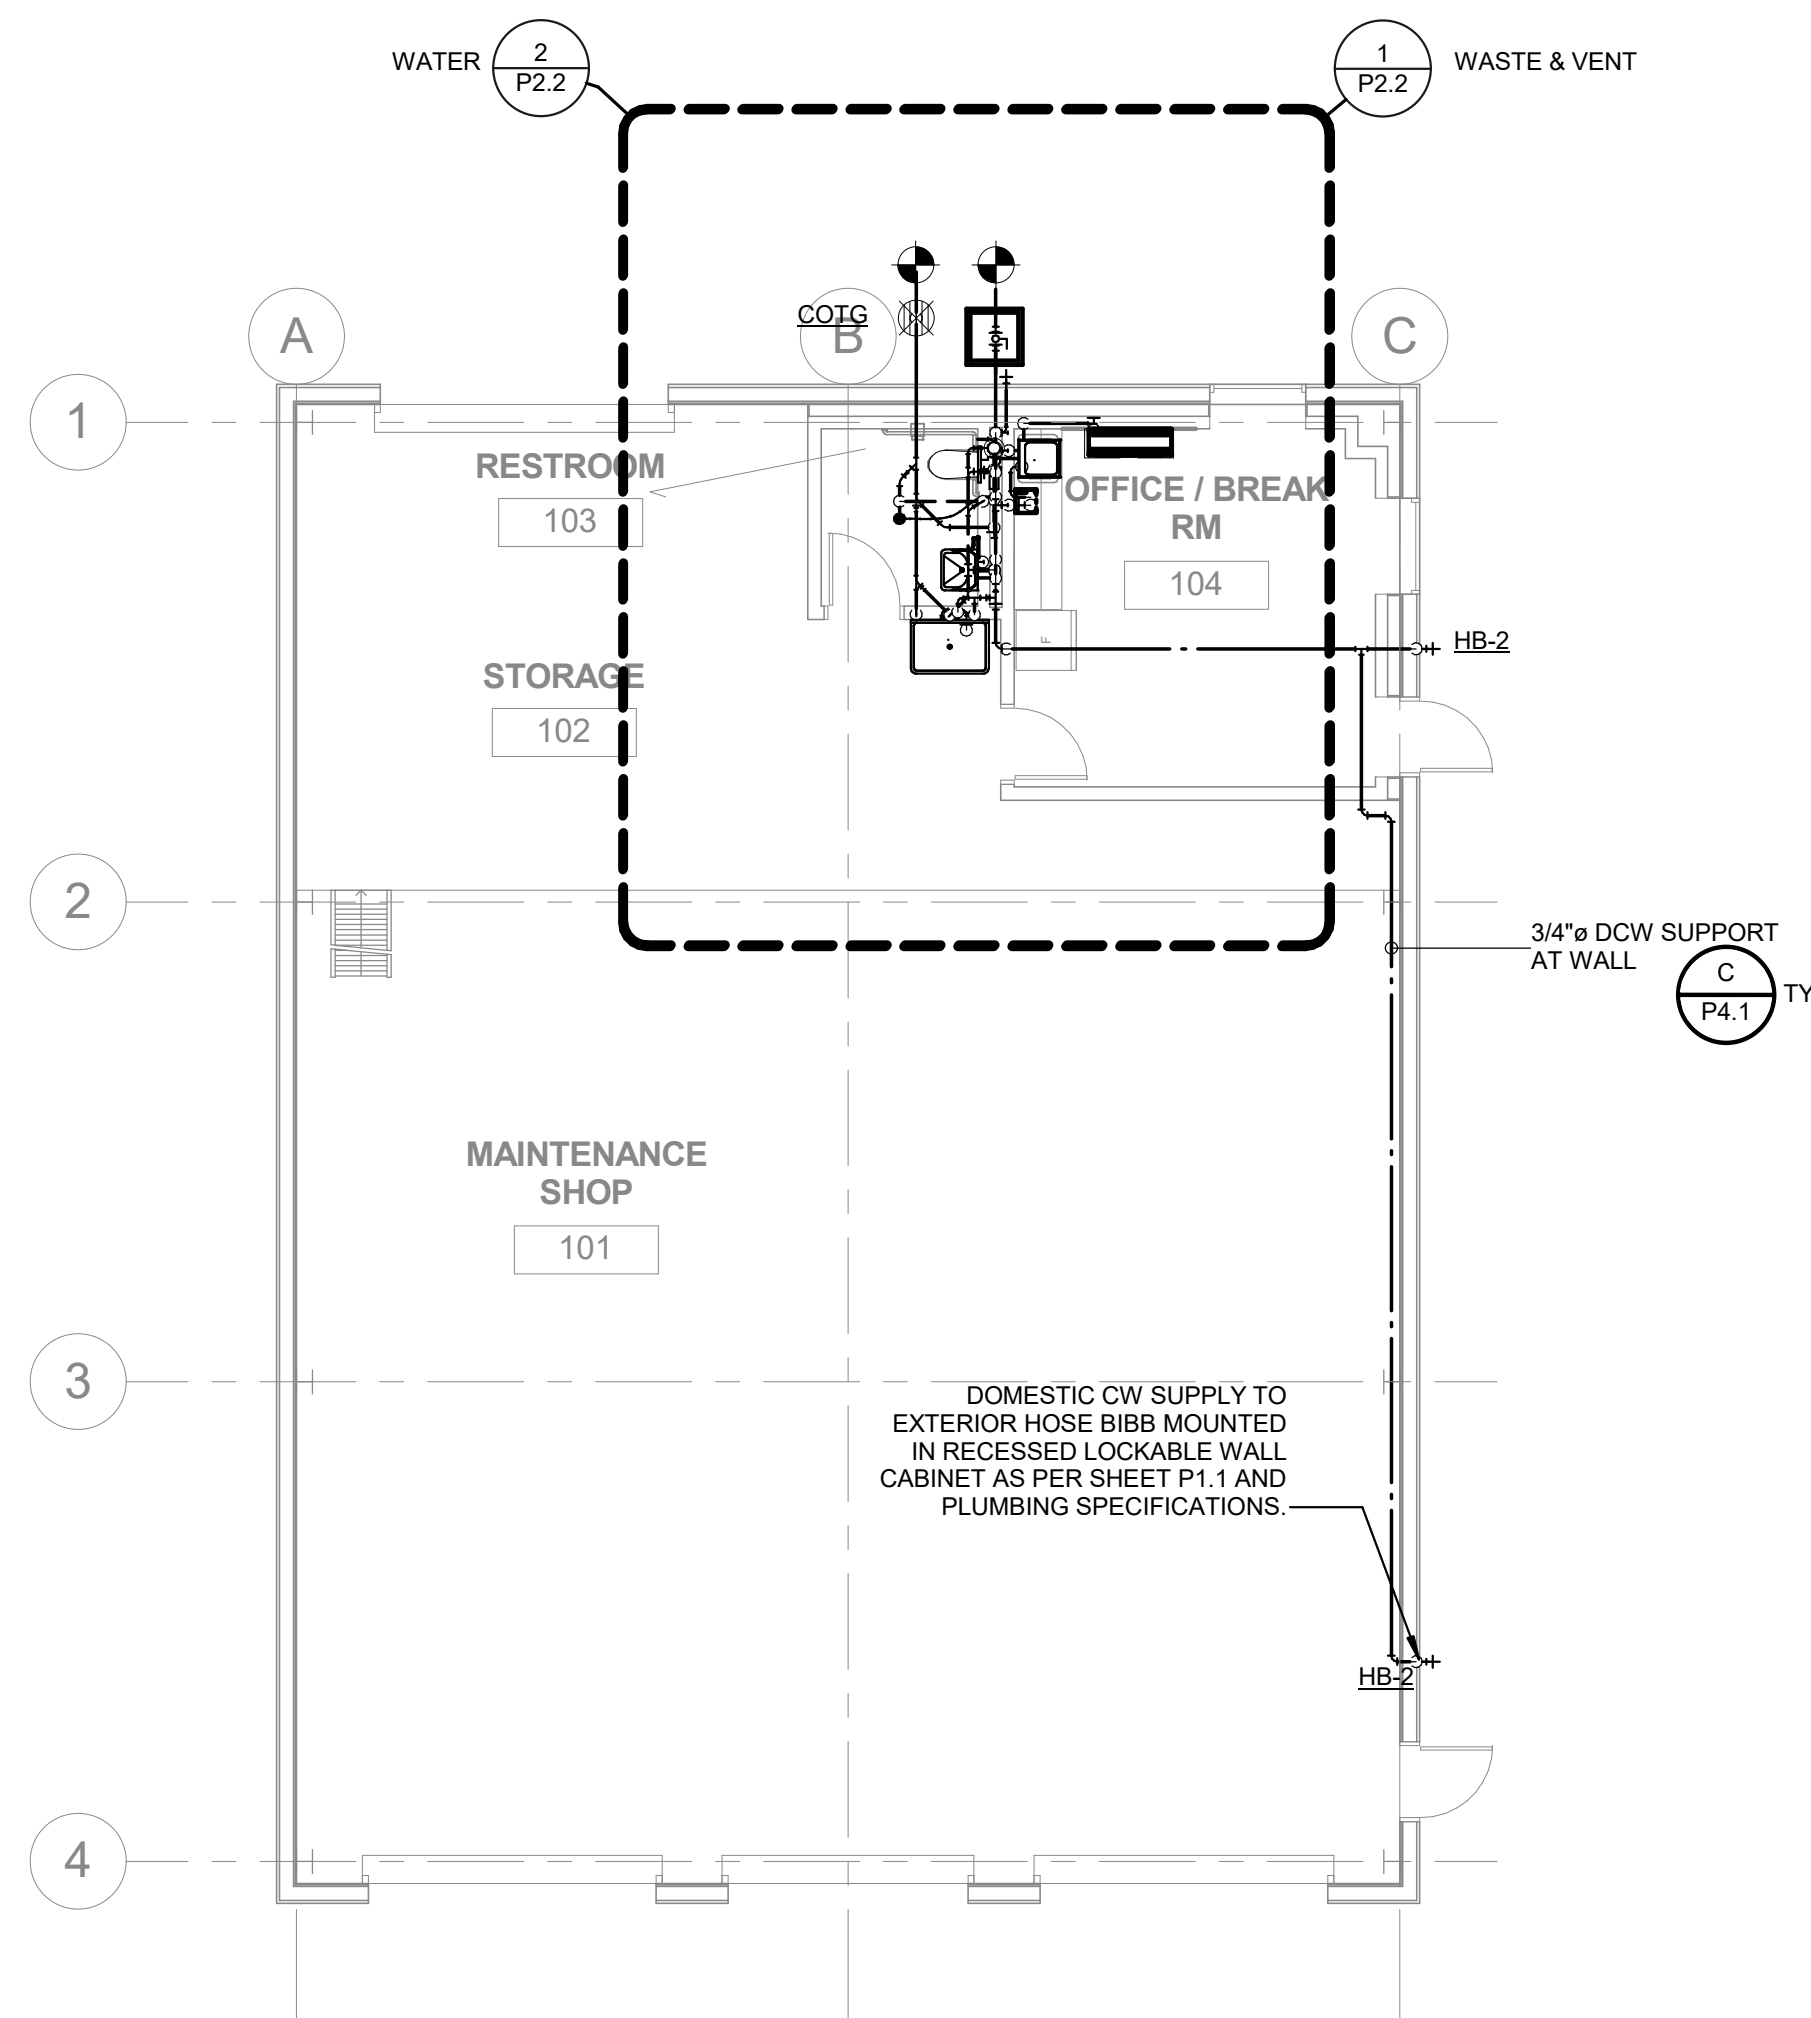 WATER
2
P2.2
1
P2.2
WASTE & VENT
COTG
A
B
C
1
RESTROOM
103
OFFICE / BREAK
RM
104
HB-2
STORAGE
102
F
2
3/4"ø DCW SUPPORT
AT WALL
C
P4.1
TY
MAINTENANCE
SHOP
101
3
DOMESTIC CW SUPPLY TO
EXTERIOR HOSE BIBB MOUNTED
IN RECESSED LOCKABLE WALL
CABINET AS PER SHEET P1.1 AND
PLUMBING SPECIFICATIONS.
HB-2
4